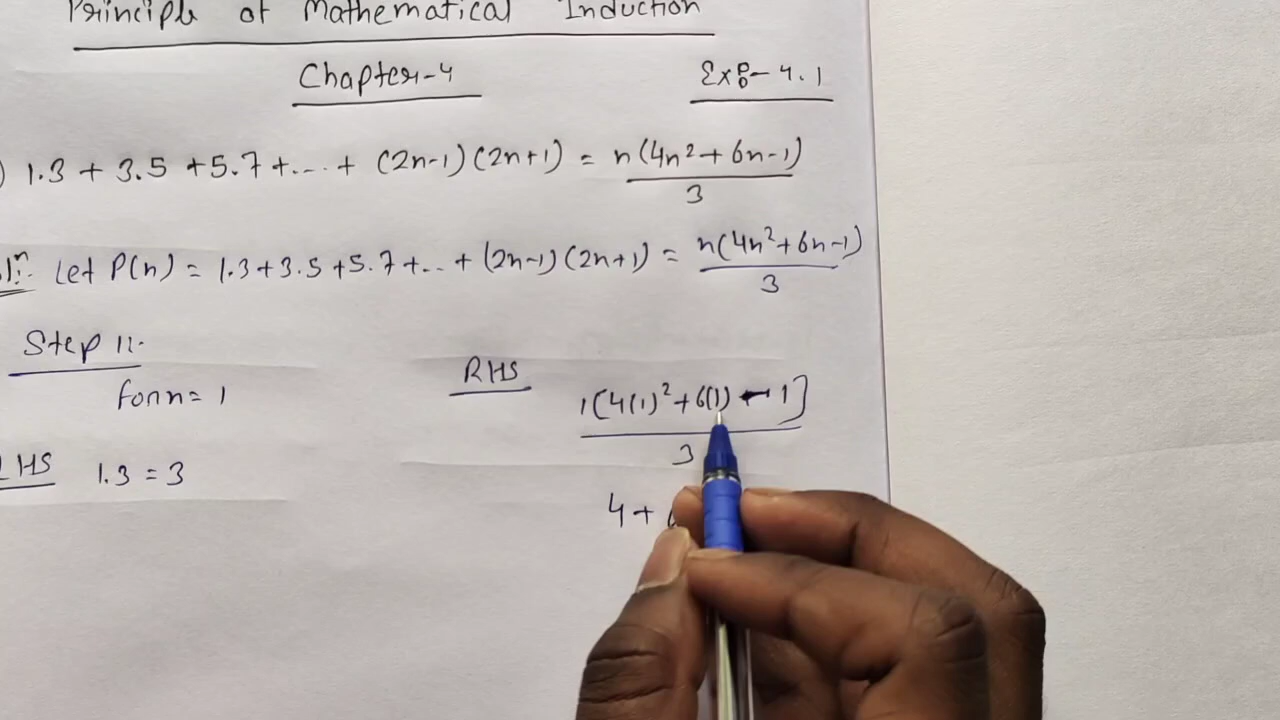 Principle of Mathematical Induction
Chapter-4
Ex:- 4.1
) 1.3 + 3.5 + 5.7 + .... + (2n-1)(2n+1) = n(4n²+6n-1)/3
Let P(n) = 1.3+3.5+5.7+... + (2n-1)(2n+1) = n(4n²+6n-1)/3
Step 1:-
for n = 1
RHS
1[4(1)²+6(1) - 1]/3
LHS 1.3 = 3
4 +